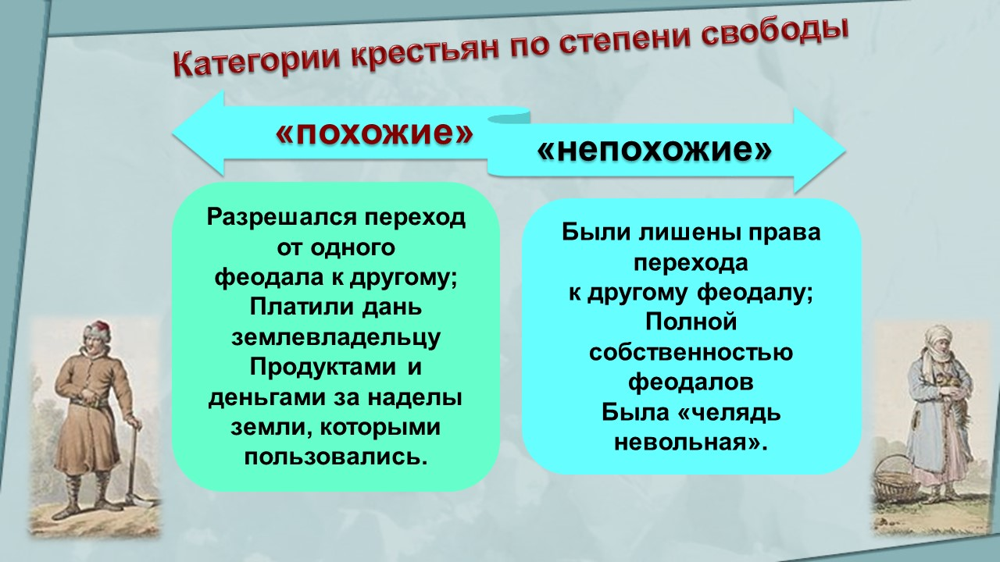 Категории крестьян по степени свободы
«похожие»
«непохожие»
Разрешался переход
от одного
феодала к другому;
Платили дань
землевладельцу
Продуктами и
деньгами за наделы
земли, которыми
пользовались.
Были лишены права
перехода
к другому феодалу;
Полной
собственностью
феодалов
Была «челядь
невольная».